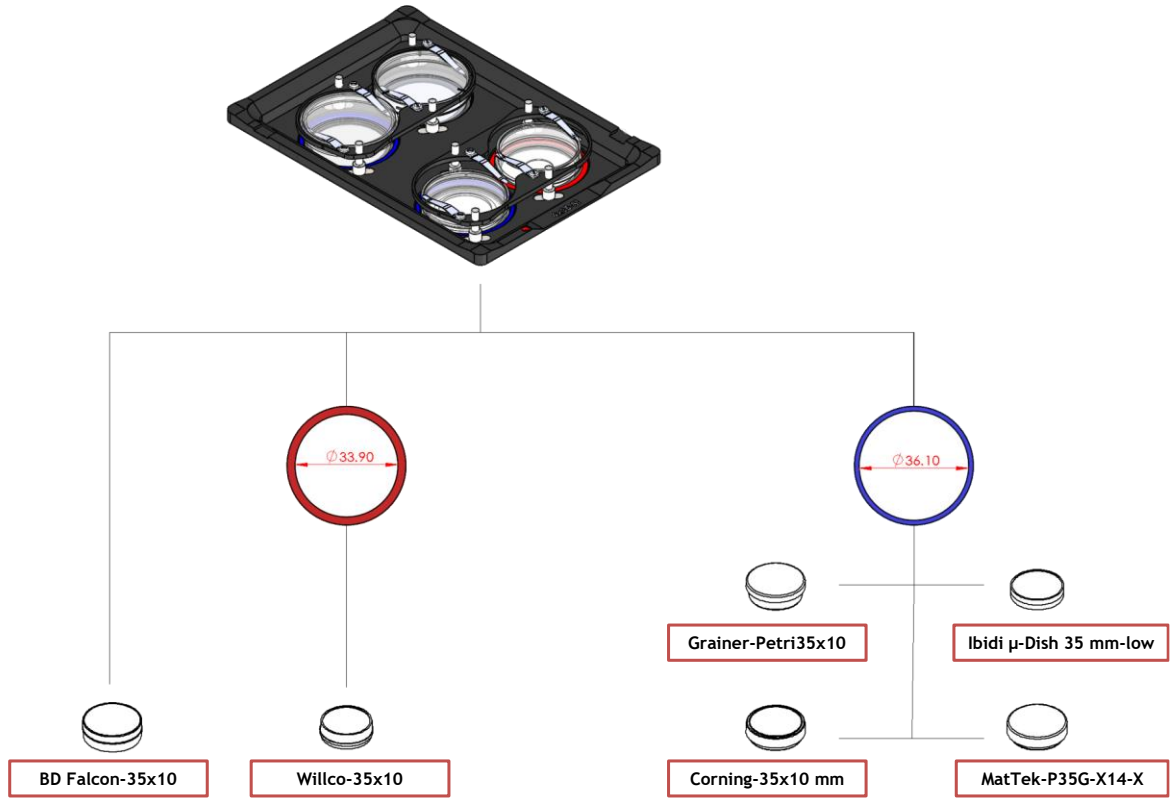 Ø33.90
Ø36.10
Grainer-Petri35x10
Ibidi µ-Dish 35 mm-low
BD Falcon-35x10
Willco-35x10
Corning-35x10 mm
MatTek-P35G-X14-X